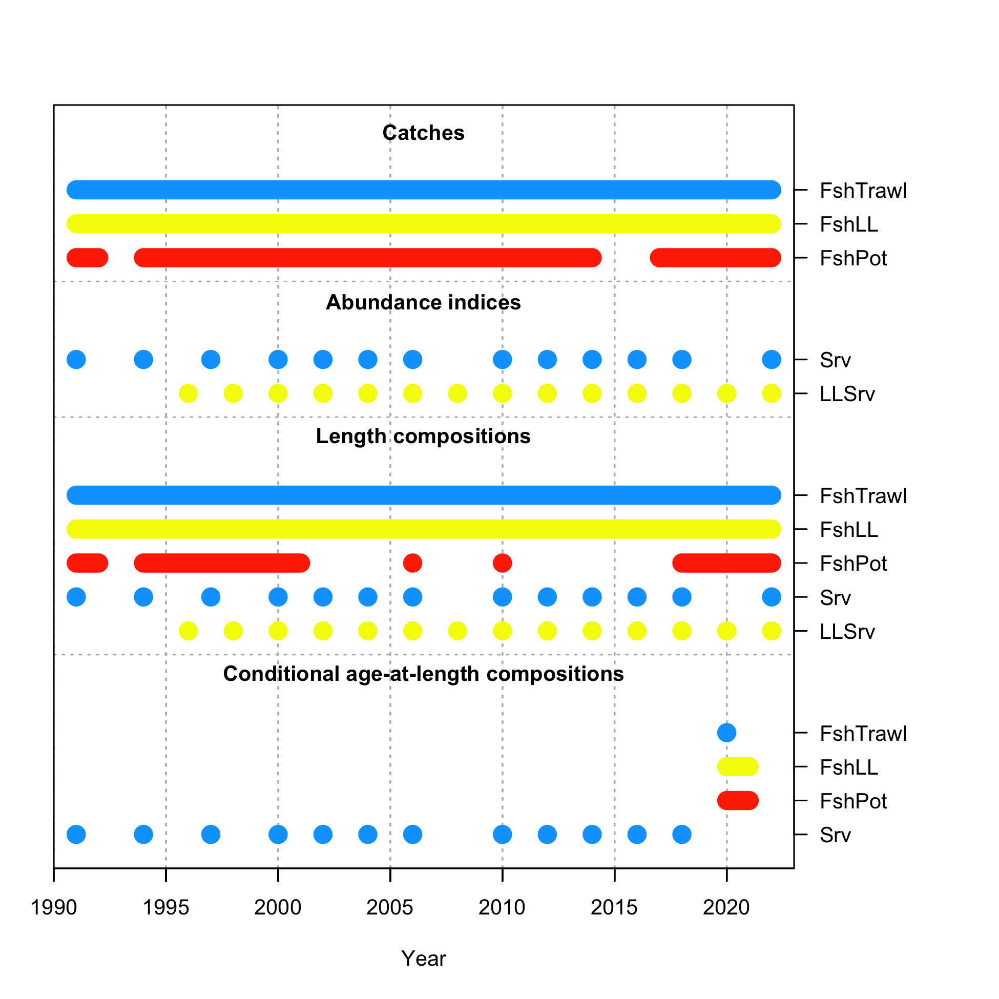 Catches
FshTrawl
FshLL
FshPot
Abundance indices
Srv
LLSrv
Length compositions
FshTrawl
FshLL
FshPot
Srv
LLSrv
Conditional age-at-length compositions
FshTrawl
FshLL
FshPot
Srv
1990 1995 2000 2005 2010 2015 2020
Year